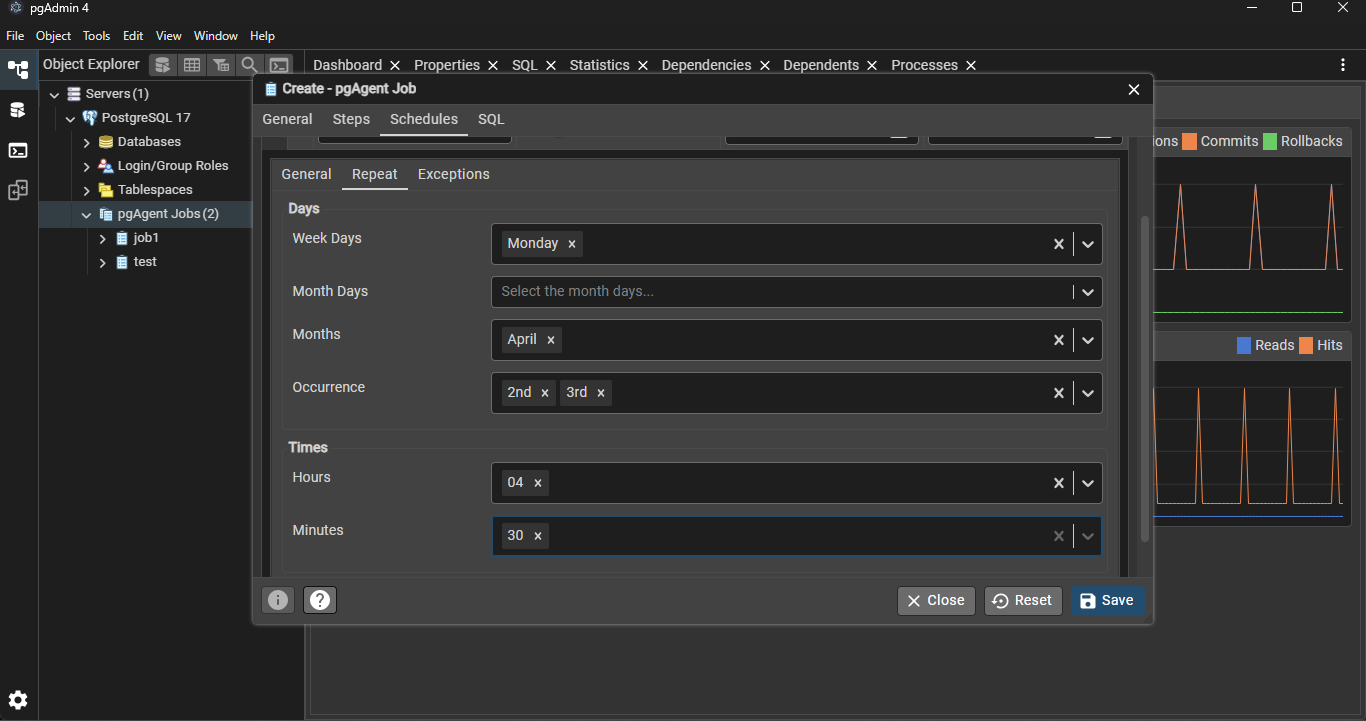 pgAdmin 4
File Object Tools Edit View Window Help
Object Explorer
Dashboard Properties SQL Statistics Dependencies Dependents Processes
Servers (1)
PostgreSQL 17
Databases
Login/Group Roles
Tablespaces
pgAgent Jobs (2)
job1
test
Create - pgAgent Job
General Steps Schedules SQL
General Repeat Exceptions
Days
Week Days
Monday
Month Days
Select the month days...
Months
April
Occurrence
2nd 3rd
Times
Hours
04
Minutes
30
Close Reset Save
ions Commits Rollbacks
Reads Hits